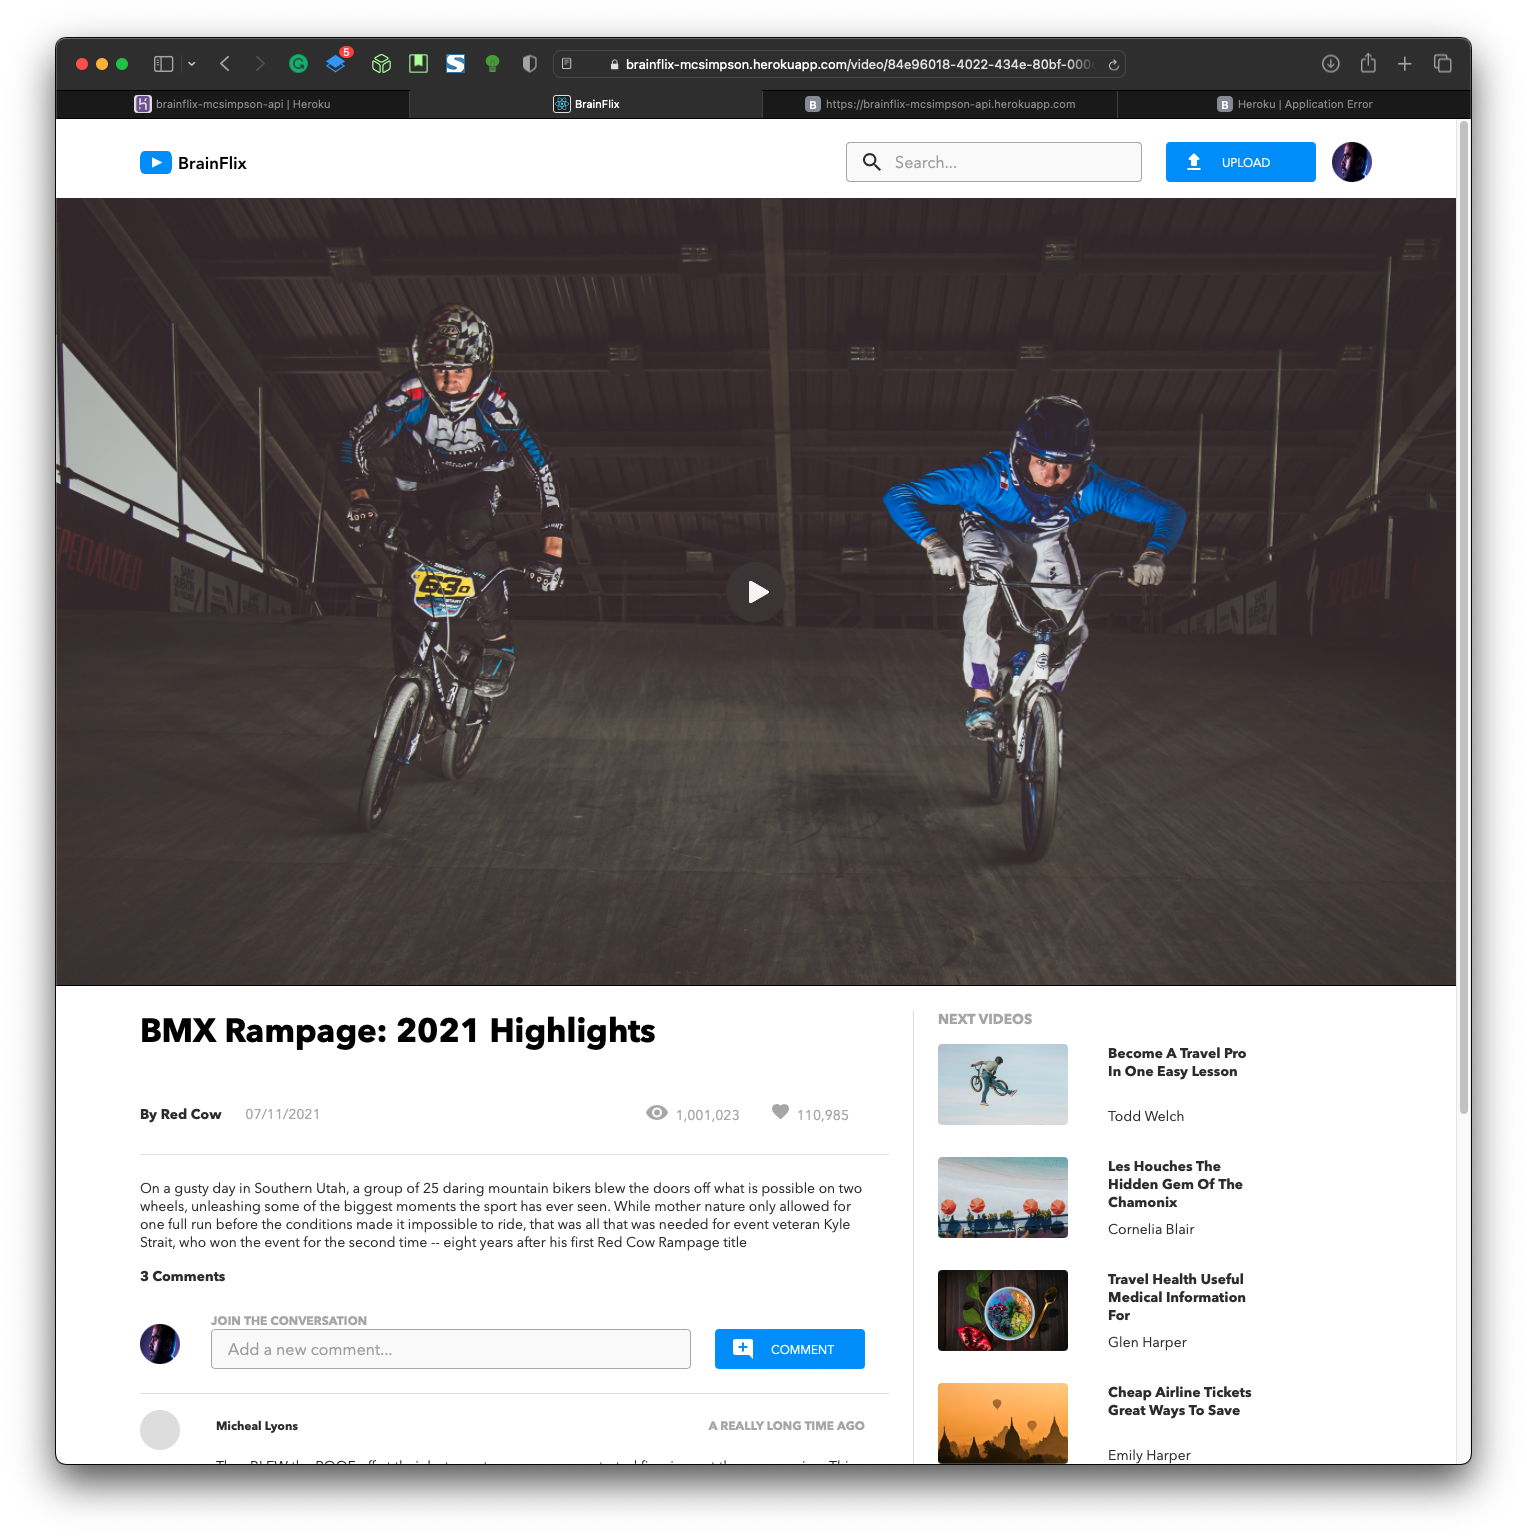 5
brainflix-mcsimpson.herokuapp.com/video/84e96018-4022-434e-80bf-000
brainflix-mcsimpson-api | Heroku
BrainFlix
B https://brainflix-mcsimpson-api.herokuapp.com
B Heroku | Application Error
BrainFlix
Search...
UPLOAD
SPECIALIZED
yess
830
BMX Rampage: 2021 Highlights
By Red Cow
07/11/2021
1,001,023
110,985
On a gusty day in Southern Utah, a group of 25 daring mountain bikers blew the doors off what is possible on two
wheels, unleashing some of the biggest moments the sport has ever seen. While mother nature only allowed for
one full run before the conditions made it impossible to ride, that was all that was needed for event veteran Kyle
Strait, who won the event for the second time -- eight years after his first Red Cow Rampage title
3 Comments
JOIN THE CONVERSATION
Add a new comment...
COMMENT
Micheal Lyons
A REALLY LONG TIME AGO
NEXT VIDEOS
Become A Travel Pro
In One Easy Lesson
Todd Welch
Les Houches The
Hidden Gem Of The
Chamonix
Cornelia Blair
Travel Health Useful
Medical Information
For
Glen Harper
Cheap Airline Tickets
Great Ways To Save
Emily Harper